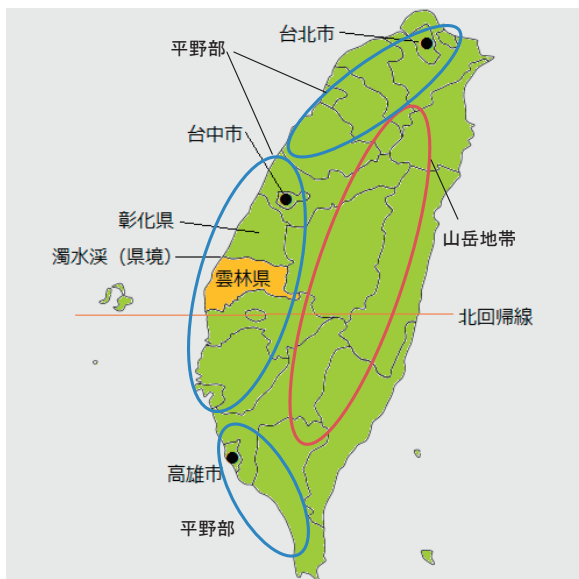 台北市
平野部
台中市
彰化県
山岳地帯
濁水渓（県境）
雲林県
北回帰線
高雄市
平野部